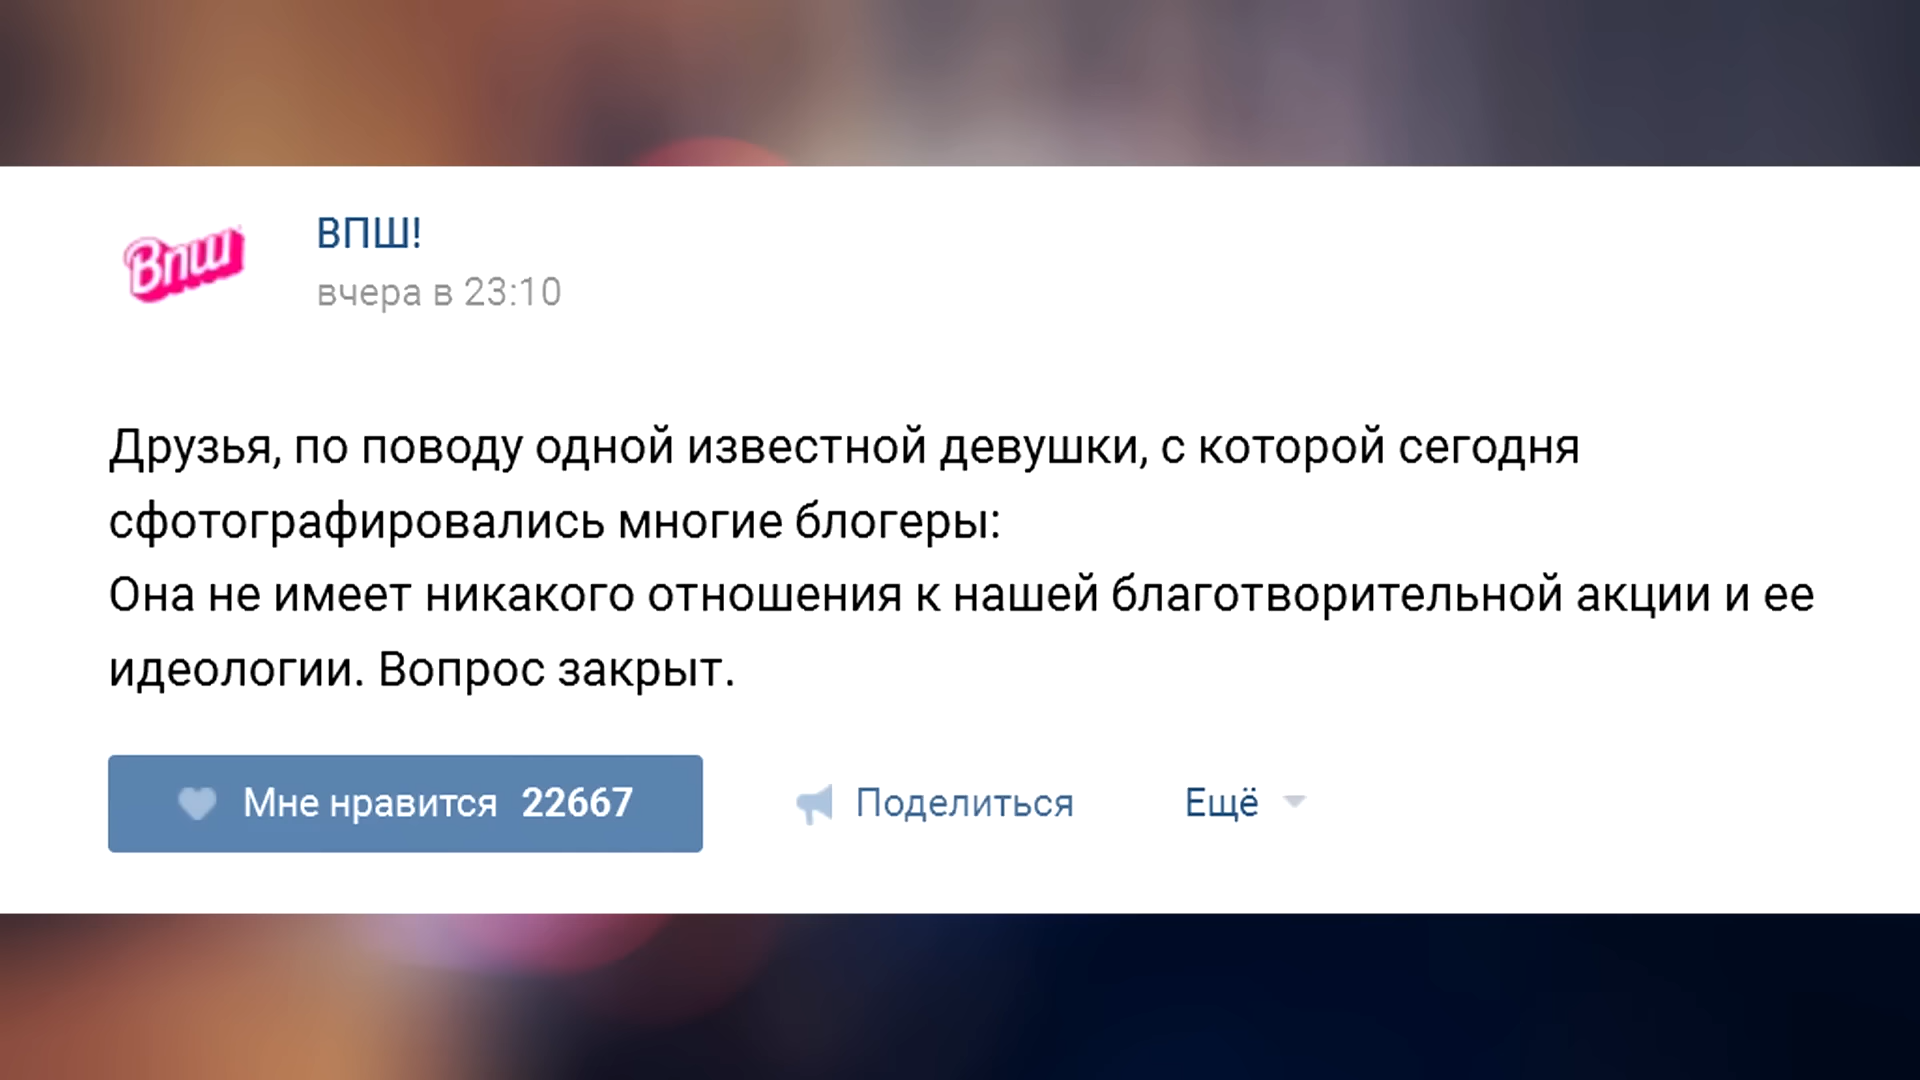 Впш
ВПШ!
вчера в 23:10
Друзья, по поводу одной известной девушки, с которой сегодня
сфотографировались многие блогеры:
Она не имеет никакого отношения к нашей благотворительной акции и ее
идеологии. Вопрос закрыт.
Мне нравится 22667 Поделиться Ещё